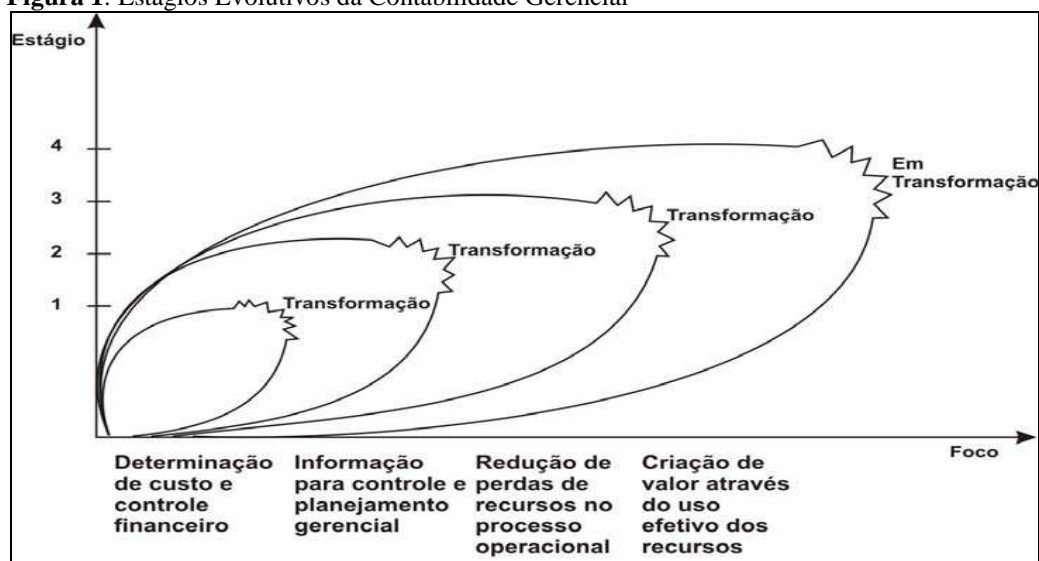 Figura 1: Estágios Evolutivos da Contabilidade Gerencial
Estágio
4
Em
Transformação
3
Transformação
2
Transformação
1
Transformação
Foco
Determinação
de custo e
controle
financeiro
Informação
para controle e
planejamento
gerencial
Redução de
perdas de
recursos no
processo
operacional
Criação de
valor através
do uso
efetivo dos
recursos